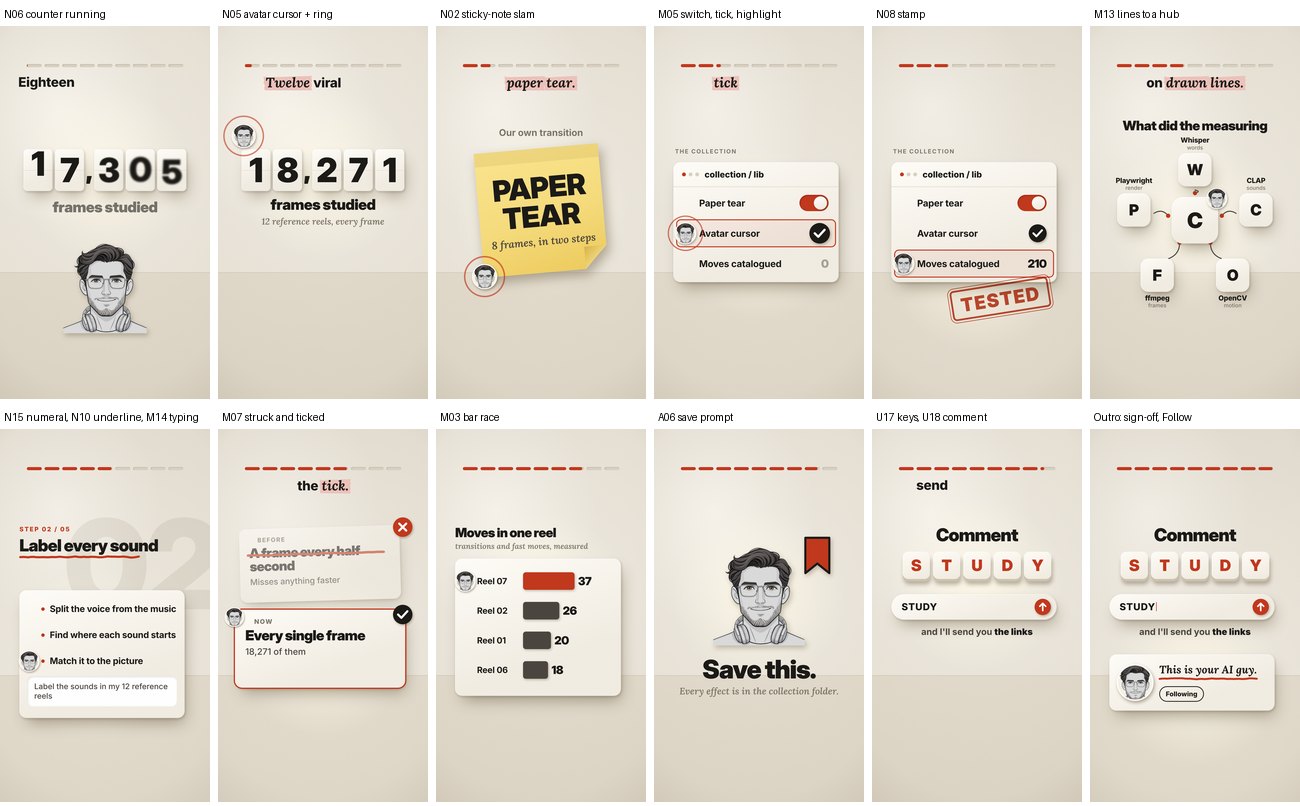 N06 counter running
Eighteen
17,305
frames studied
N05 avatar cursor + ring
Twelve viral
18,271
frames studied
12 reference reels, every frame
N02 sticky-note slam
paper tear.
Our own transition
PAPER
TEAR
8 frames, in two steps
M05 switch, tick, highlight
tick
THE COLLECTION
collection / lib
Paper tear
Avatar cursor
Moves catalogued 0
N08 stamp
THE COLLECTION
collection / lib
Paper tear
Avatar cursor
Moves catalogued 210
TESTED
M13 lines to a hub
on drawn lines.
What did the measuring
Whisper
words
W
Playwright
render
P
CLAP
sounds
C
C
F
ffmpeg
frames
O
OpenCV
motion
N15 numeral, N10 underline, M14 typing
02
STEP 02 / 05
Label every sound
Split the voice from the music
Find where each sound starts
Match it to the picture
Label the sounds in my 12 reference
reels
M07 struck and ticked
the tick.
BEFORE
A frame every half
second
Misses anything faster
NOW
Every single frame
18,271 of them
M03 bar race
Moves in one reel
transitions and fast moves, measured
Reel 07 37
Reel 02 26
Reel 01 20
Reel 06 18
A06 save prompt
Save this.
Every effect is in the collection folder.
U17 keys, U18 comment
send
Comment
STUDY
STUDY
and I'll send you the links
Outro: sign-off, Follow
Comment
STUDY
STUDY
and I'll send you the links
This is your AI guy.
Following